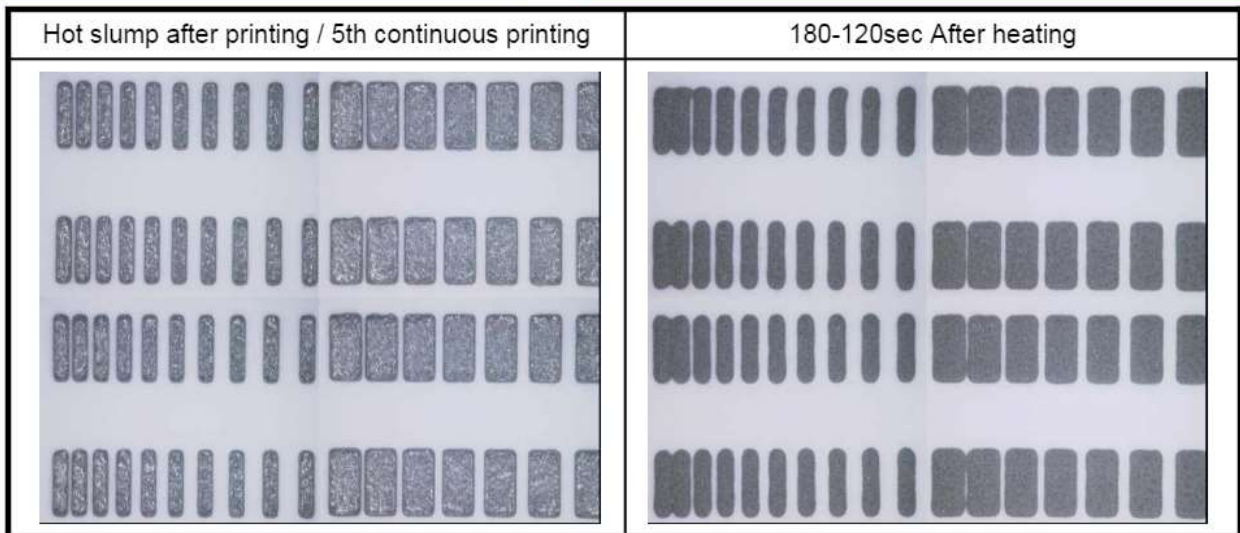 Hot slump after printing / 5th continuous printing
180-120sec After heating